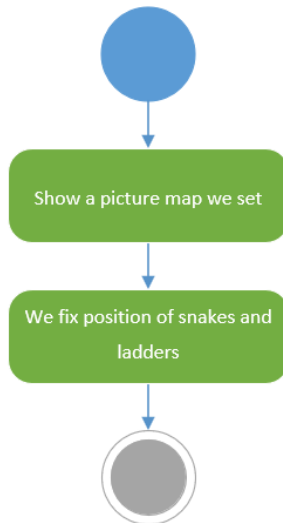 Show a picture map we set
We fix position of snakes and
ladders